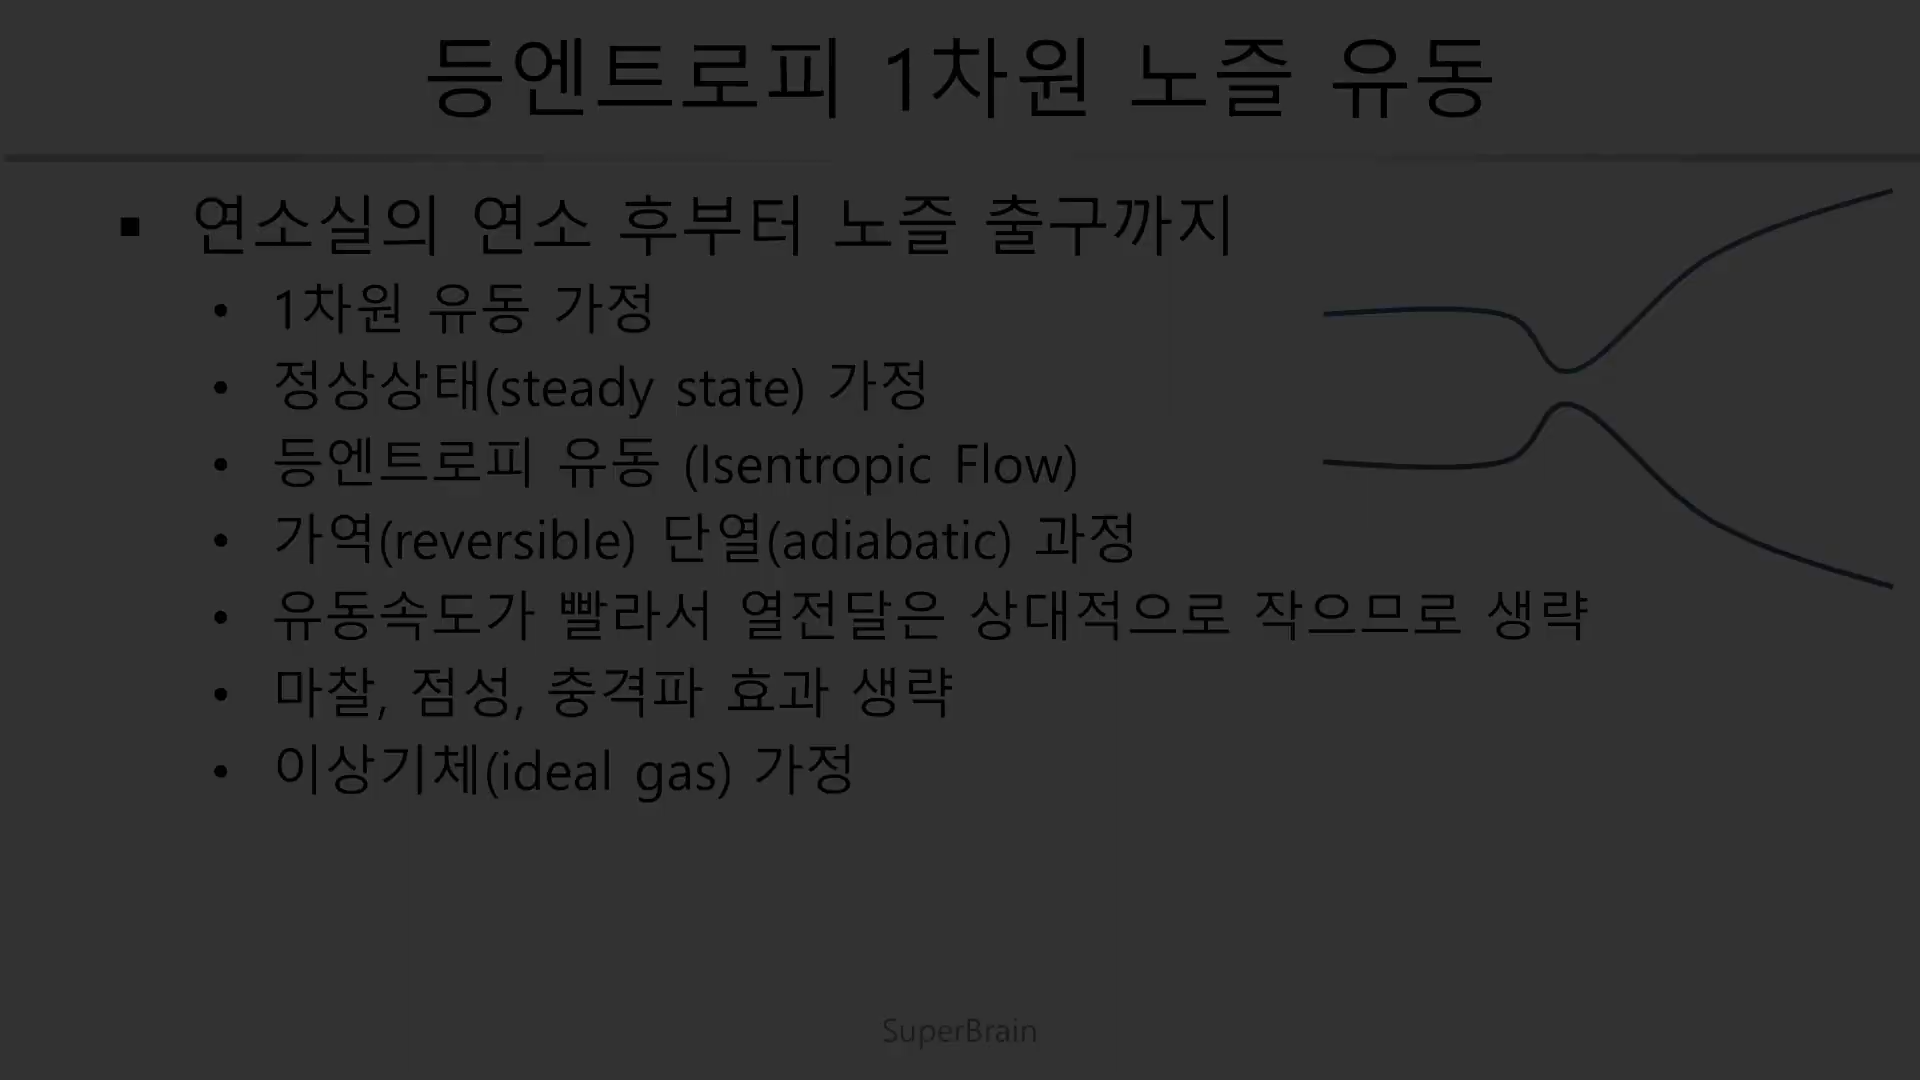 등엔트로피 1차원 노즐 유동
▪ 연소실의 연소 후부터 노즐 출구까지
• 1차원 유동 가정
• 정상상태(steady state) 가정
• 등엔트로피 유동 (Isentropic Flow)
• 가역(reversible) 단열(adiabatic) 과정
• 유동속도가 빨라서 열전달은 상대적으로 작으므로 생략
• 마찰, 점성, 충격파 효과 생략
• 이상기체(ideal gas) 가정
SuperBrain